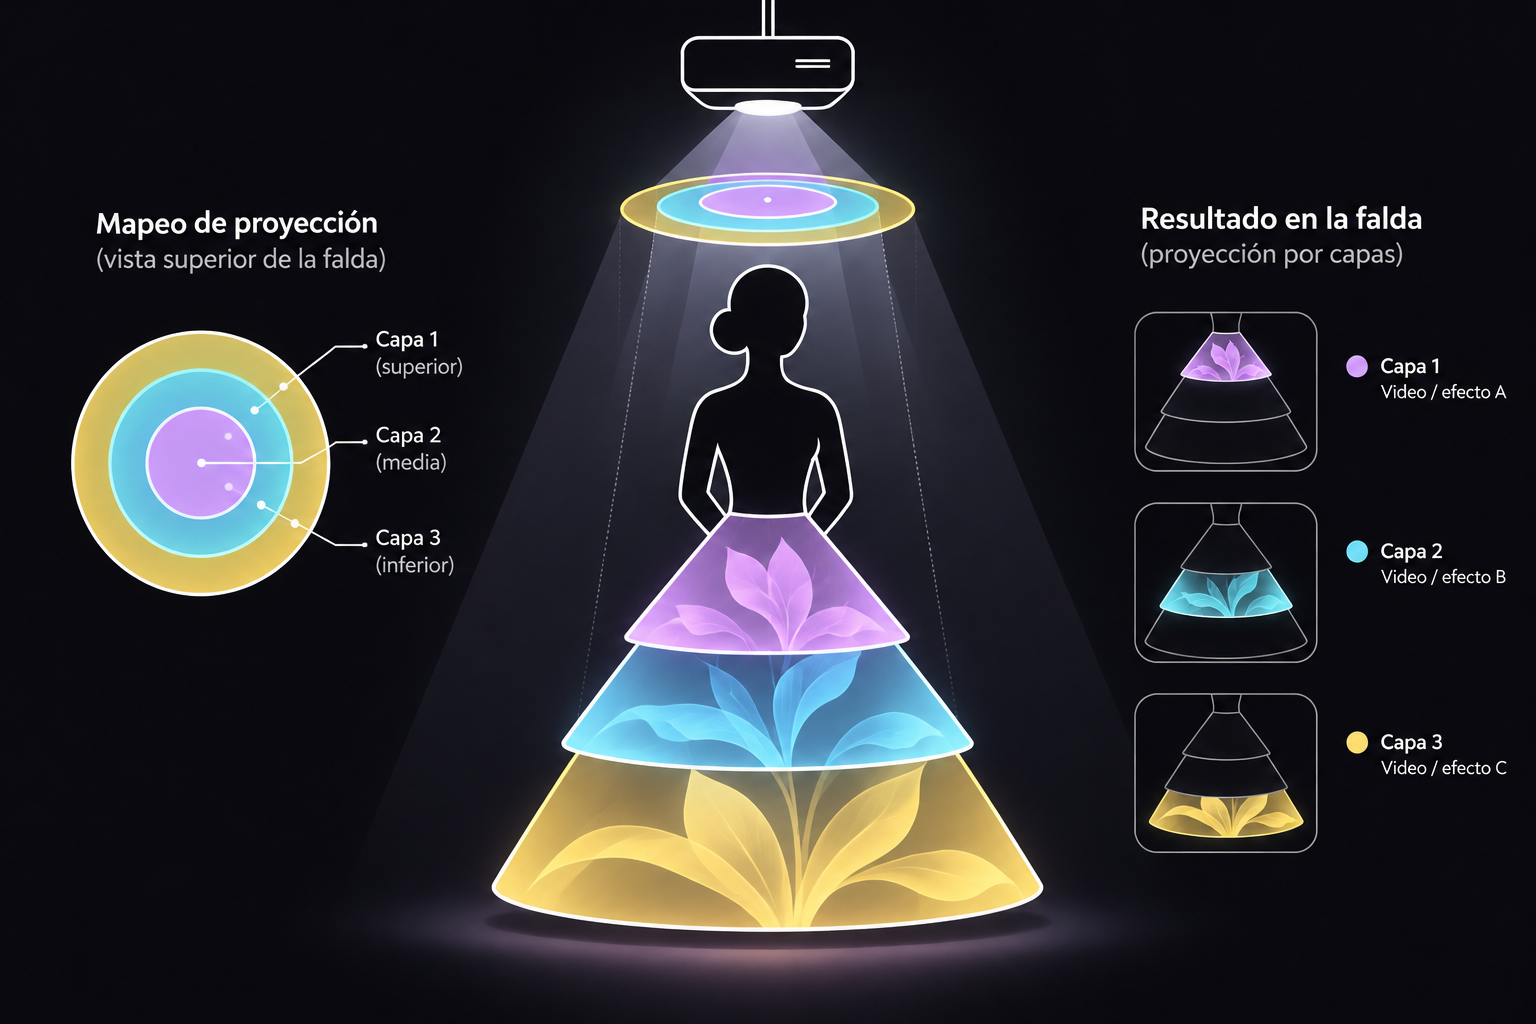 Mapeo de proyección
(vista superior de la falda)
Capa 1
(superior)
Capa 2
(media)
Capa 3
(inferior)
Resultado en la falda
(proyección por capas)
Capa 1
Video / efecto A
Capa 2
Video / efecto B
Capa 3
Video / efecto C